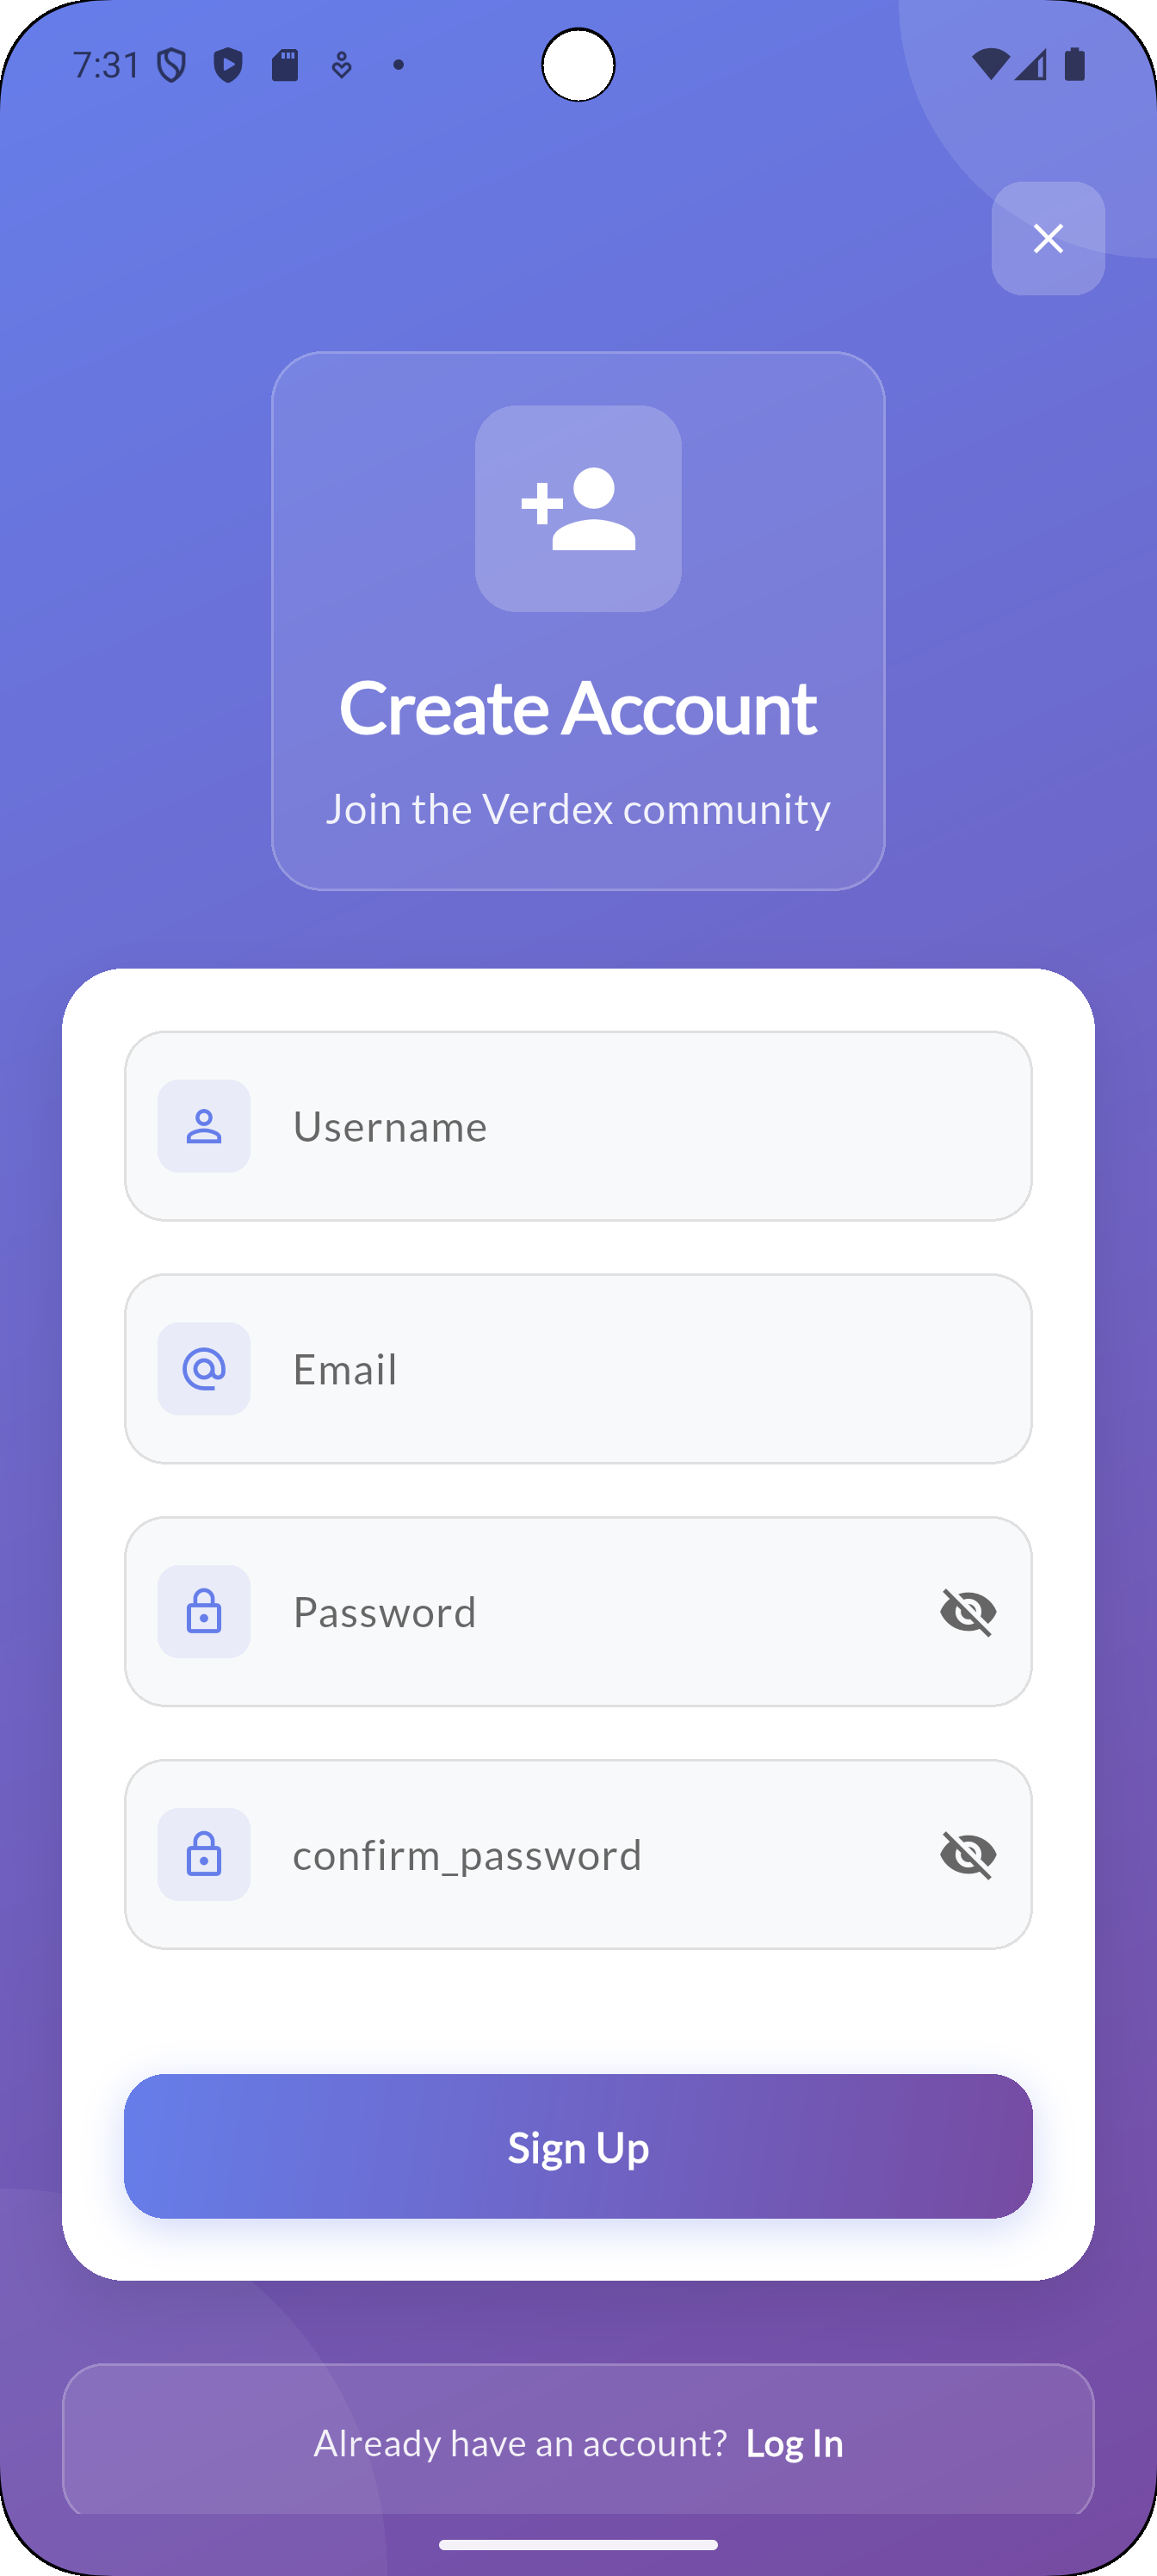 7:31
Create Account
Join the Verdex community
Username
Email
Password
confirm_password
Sign Up
Already have an account? Log In